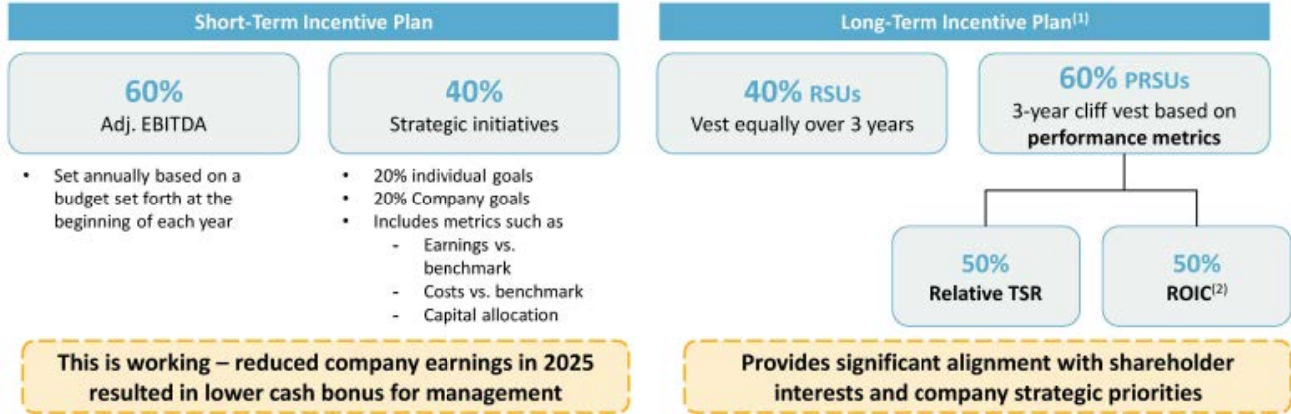 Short-Term Incentive Plan
60%
Adj. EBITDA
• Set annually based on a
budget set forth at the
beginning of each year
40%
Strategic initiatives
• 20% individual goals
• 20% Company goals
• Includes metrics such as
- Earnings vs.
benchmark
- Costs vs. benchmark
- Capital allocation
This is working – reduced company earnings in 2025
resulted in lower cash bonus for management
Long-Term Incentive Plan(1)
40% RSUs
Vest equally over 3 years
60% PRSUs
3-year cliff vest based on
performance metrics
50%
Relative TSR
50%
ROIC(2)
Provides significant alignment with shareholder
interests and company strategic priorities